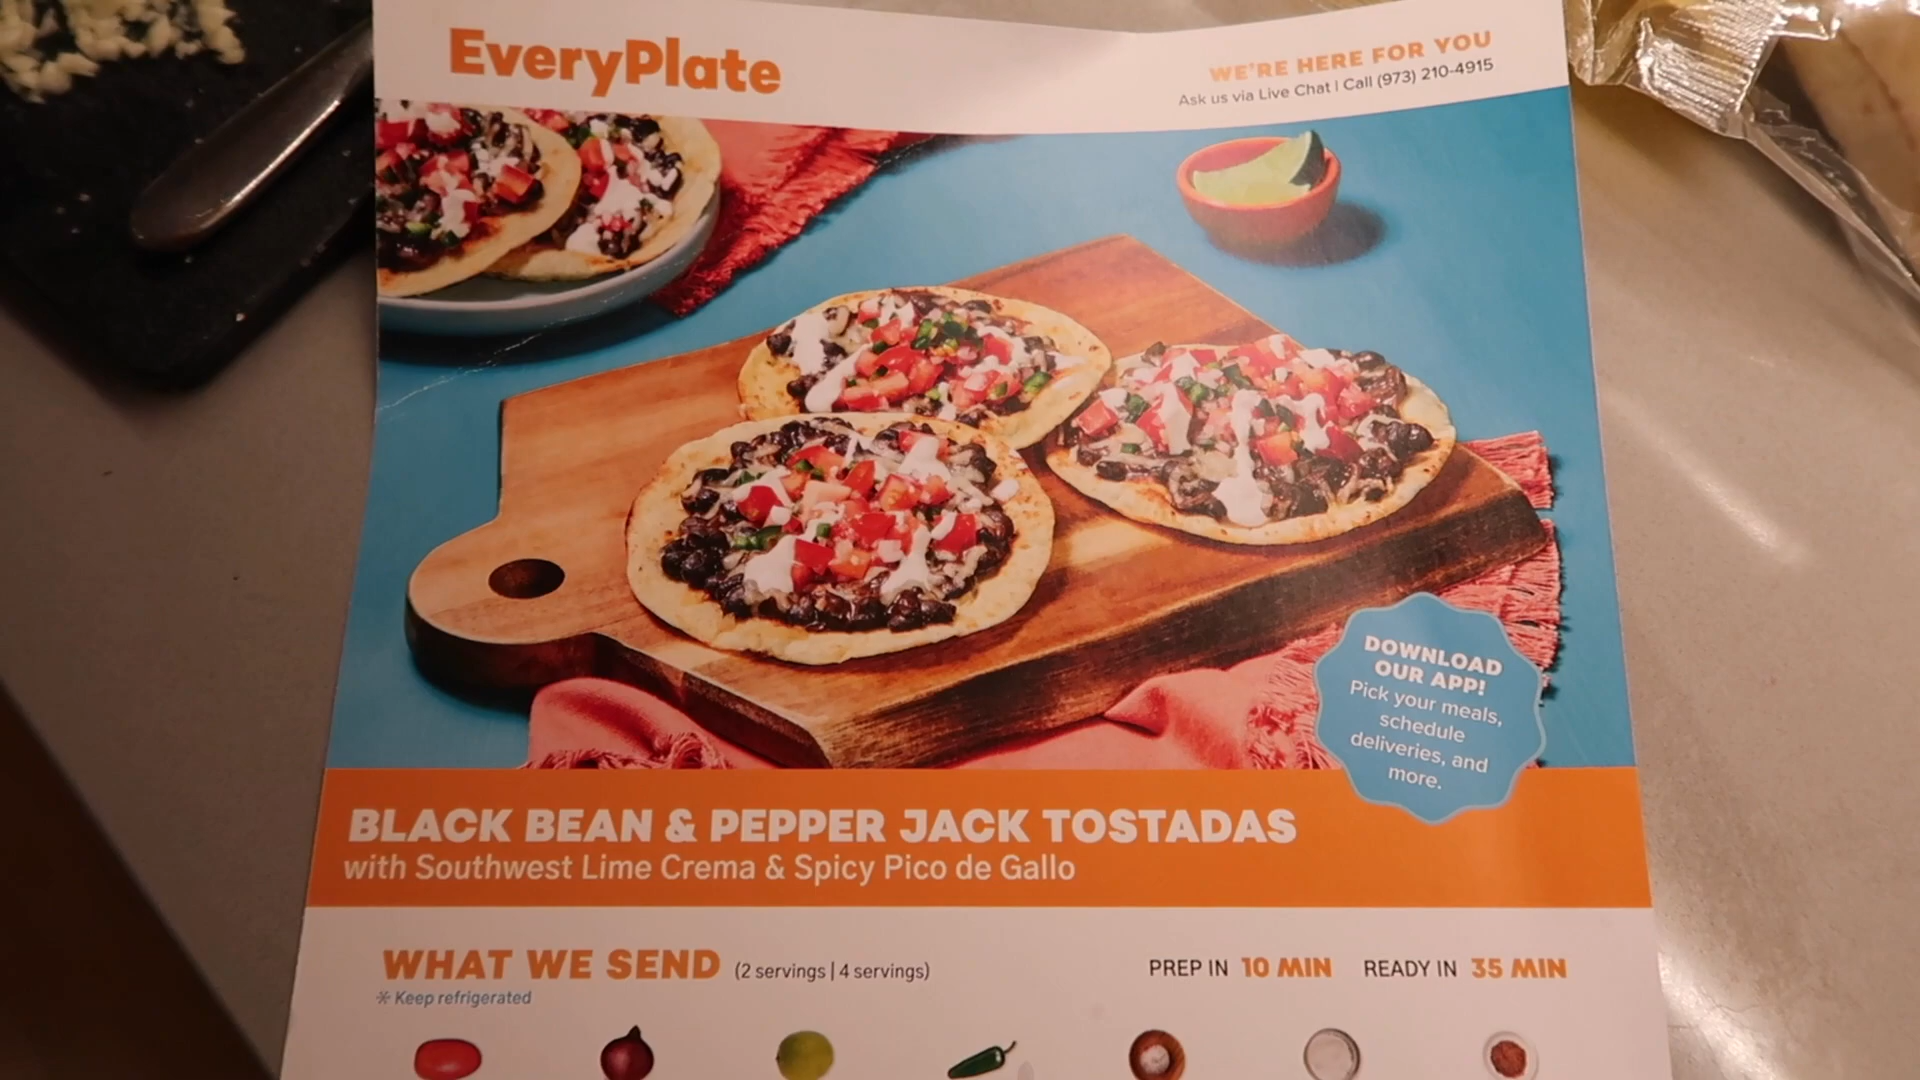 EveryPlate
WE'RE HERE FOR YOU
Ask us via Live Chat | Call (973) 210-4915
DOWNLOAD
OUR APP!
Pick your meals,
schedule
deliveries, and
more.
BLACK BEAN & PEPPER JACK TOSTADAS
with Southwest Lime Crema & Spicy Pico de Gallo
WHAT WE SEND (2 servings | 4 servings)
PREP IN 10 MIN READY IN 35 MIN
* Keep refrigerated